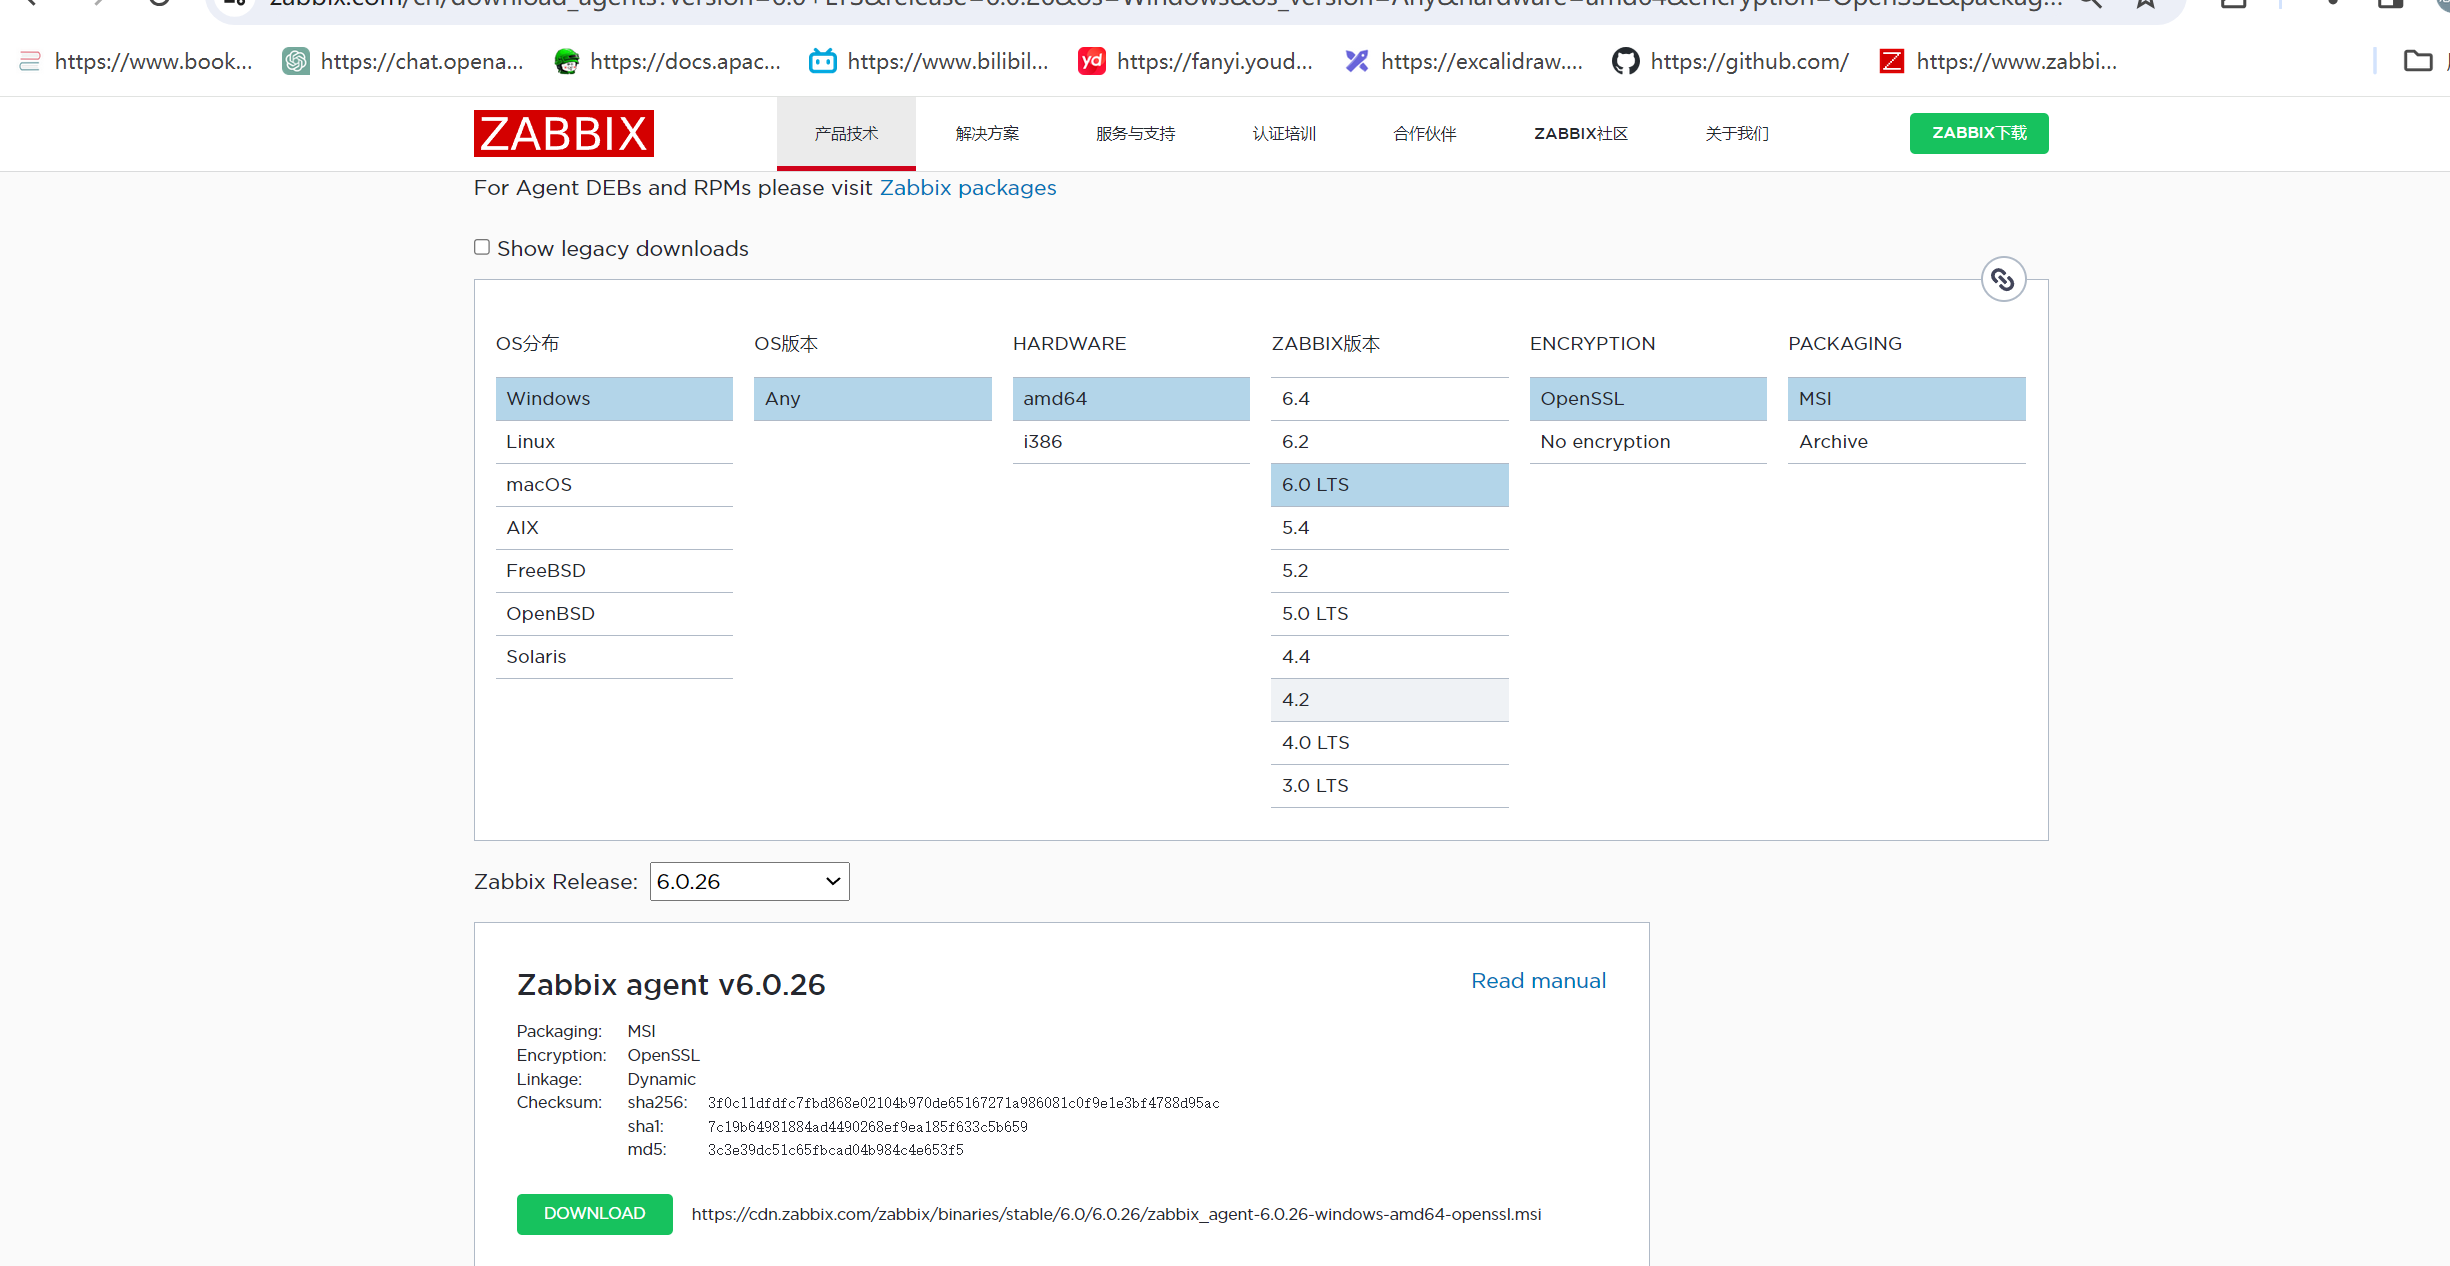 zabbix.com/cn/download_agents?version=6.0+LTS&release=6.0.26&os=Windows&os_version=Any&hardware=amd64&encryption=OpenSSL&packag...
https://www.book... https://chat.opena... https://docs.apac... https://www.bilibil... https://fanyi.youd... https://excalidraw.... https://github.com/ https://www.zabbi...
ZABBIX 产品技术 解决方案 服务与支持 认证培训 合作伙伴 ZABBIX社区 关于我们 ZABBIX下载
For Agent DEBs and RPMs please visit Zabbix packages
Show legacy downloads
OS分布 OS版本 HARDWARE ZABBIX版本 ENCRYPTION PACKAGING
Windows Any amd64 6.4 OpenSSL MSI
Linux i386 6.2 No encryption Archive
macOS 6.0 LTS
AIX 5.4
FreeBSD 5.2
OpenBSD 5.0 LTS
Solaris 4.4
4.2
4.0 LTS
3.0 LTS
Zabbix Release: 6.0.26
Zabbix agent v6.0.26 Read manual
Packaging: MSI
Encryption: OpenSSL
Linkage: Dynamic
Checksum: sha256: 3f0c11dfdfc7fbd868e02104b970de65167271a986081c0f9e1e3bf4788d95ac
sha1: 7c19b64981884ad4490268ef9ea185f633c5b659
md5: 3c3e39dc51c65fbcad04b984c4e653f5
DOWNLOAD https://cdn.zabbix.com/zabbix/binaries/stable/6.0/6.0.26/zabbix_agent-6.0.26-windows-amd64-openssl.msi